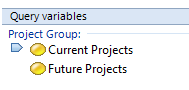 Query variables
Project Group:
Current Projects
Future Projects